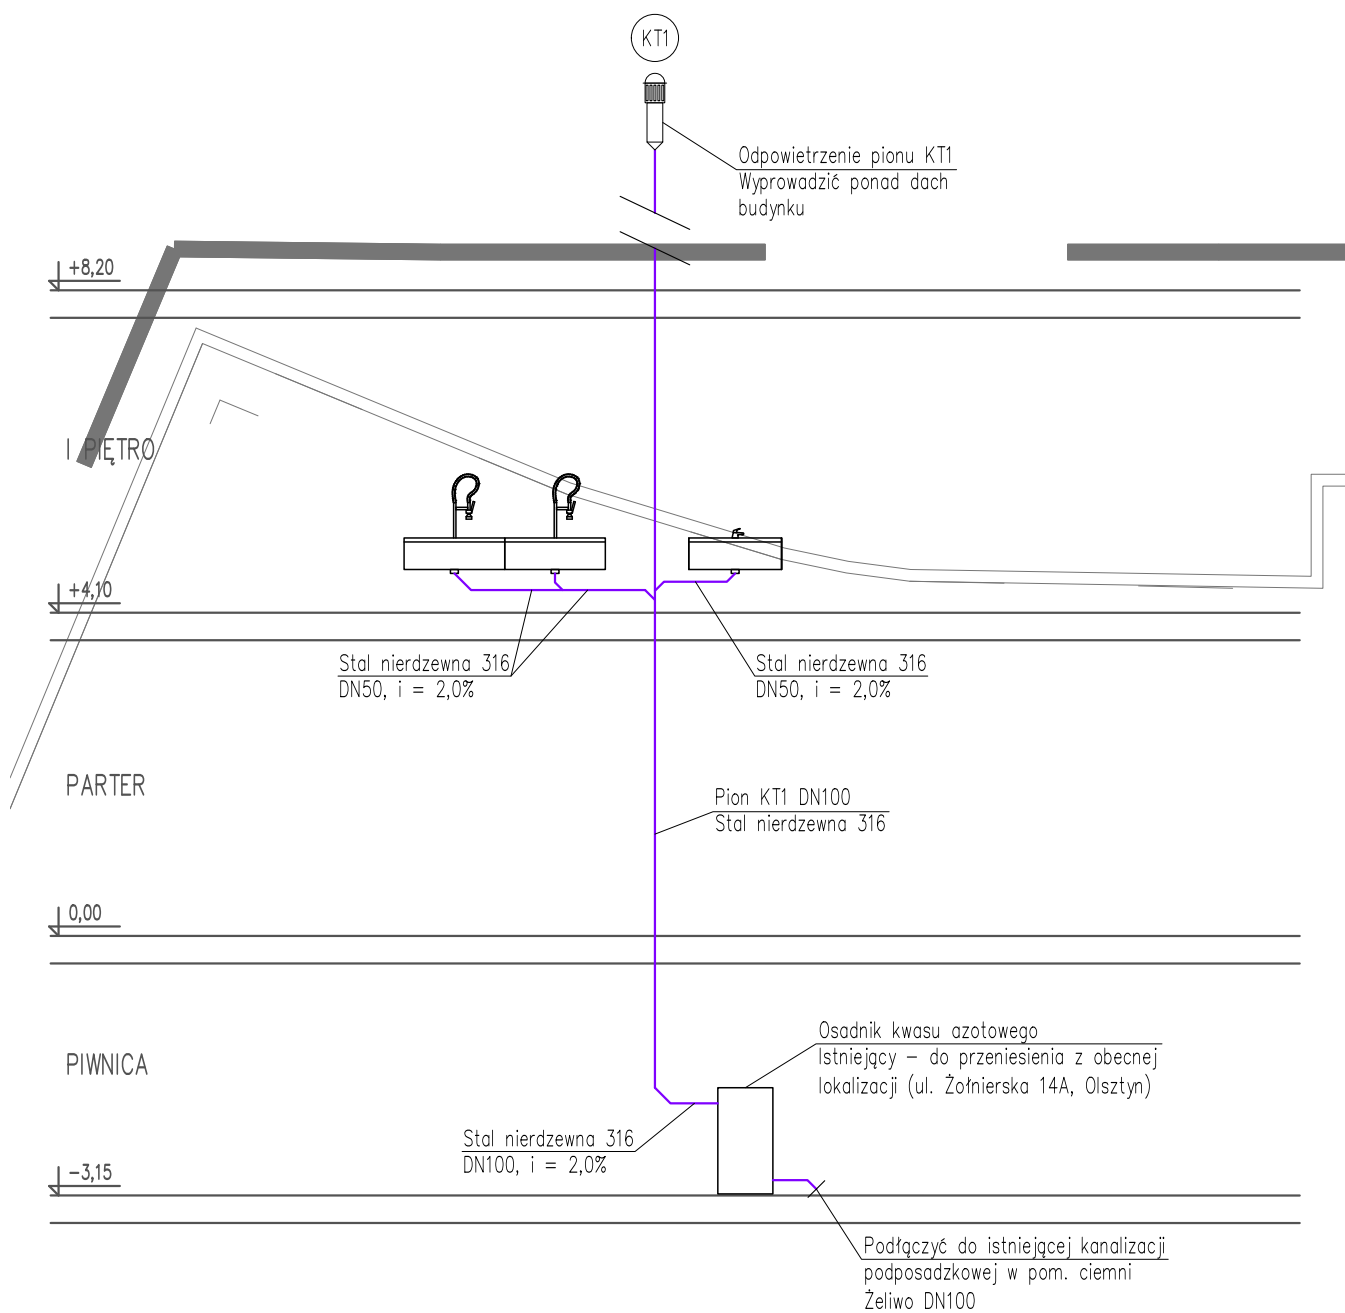 KT1
Odpowietrzenie pionu KT1
Wyprowadzić ponad dach
budynku
+8,20
I PIĘTRO
+4,10
Stal nierdzewna 316
DN50, i = 2,0%
Stal nierdzewna 316
DN50, i = 2,0%
PARTER
Pion KT1 DN100
Stal nierdzewna 316
0,00
Osadnik kwasu azotowego
Istniejący – do przeniesienia z obecnej
lokalizacji (ul. Żołnierska 14A, Olsztyn)
PIWNICA
Stal nierdzewna 316
DN100, i = 2,0%
-3,15
Podłączyć do istniejącej kanalizacji
podposadzkowej w pom. ciemni
Żeliwo DN100